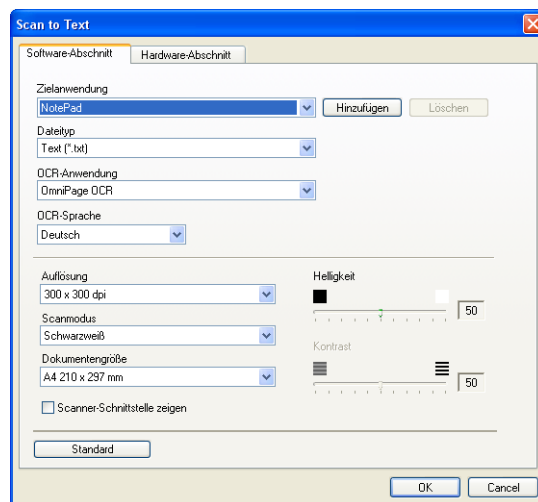 Scan to Text
Software-Abschnitt Hardware-Abschnitt
Zielanwendung
NotePad Hinzufügen Löschen
Dateityp
Text (*.txt)
OCR-Anwendung
OmniPage OCR
OCR-Sprache
Deutsch
Auflösung Helligkeit
300 x 300 dpi
50
Scanmodus
Schwarzweiß
Kontrast
Dokumentengröße
A4 210 x 297 mm
50
Scanner-Schnittstelle zeigen
Standard
OK Cancel